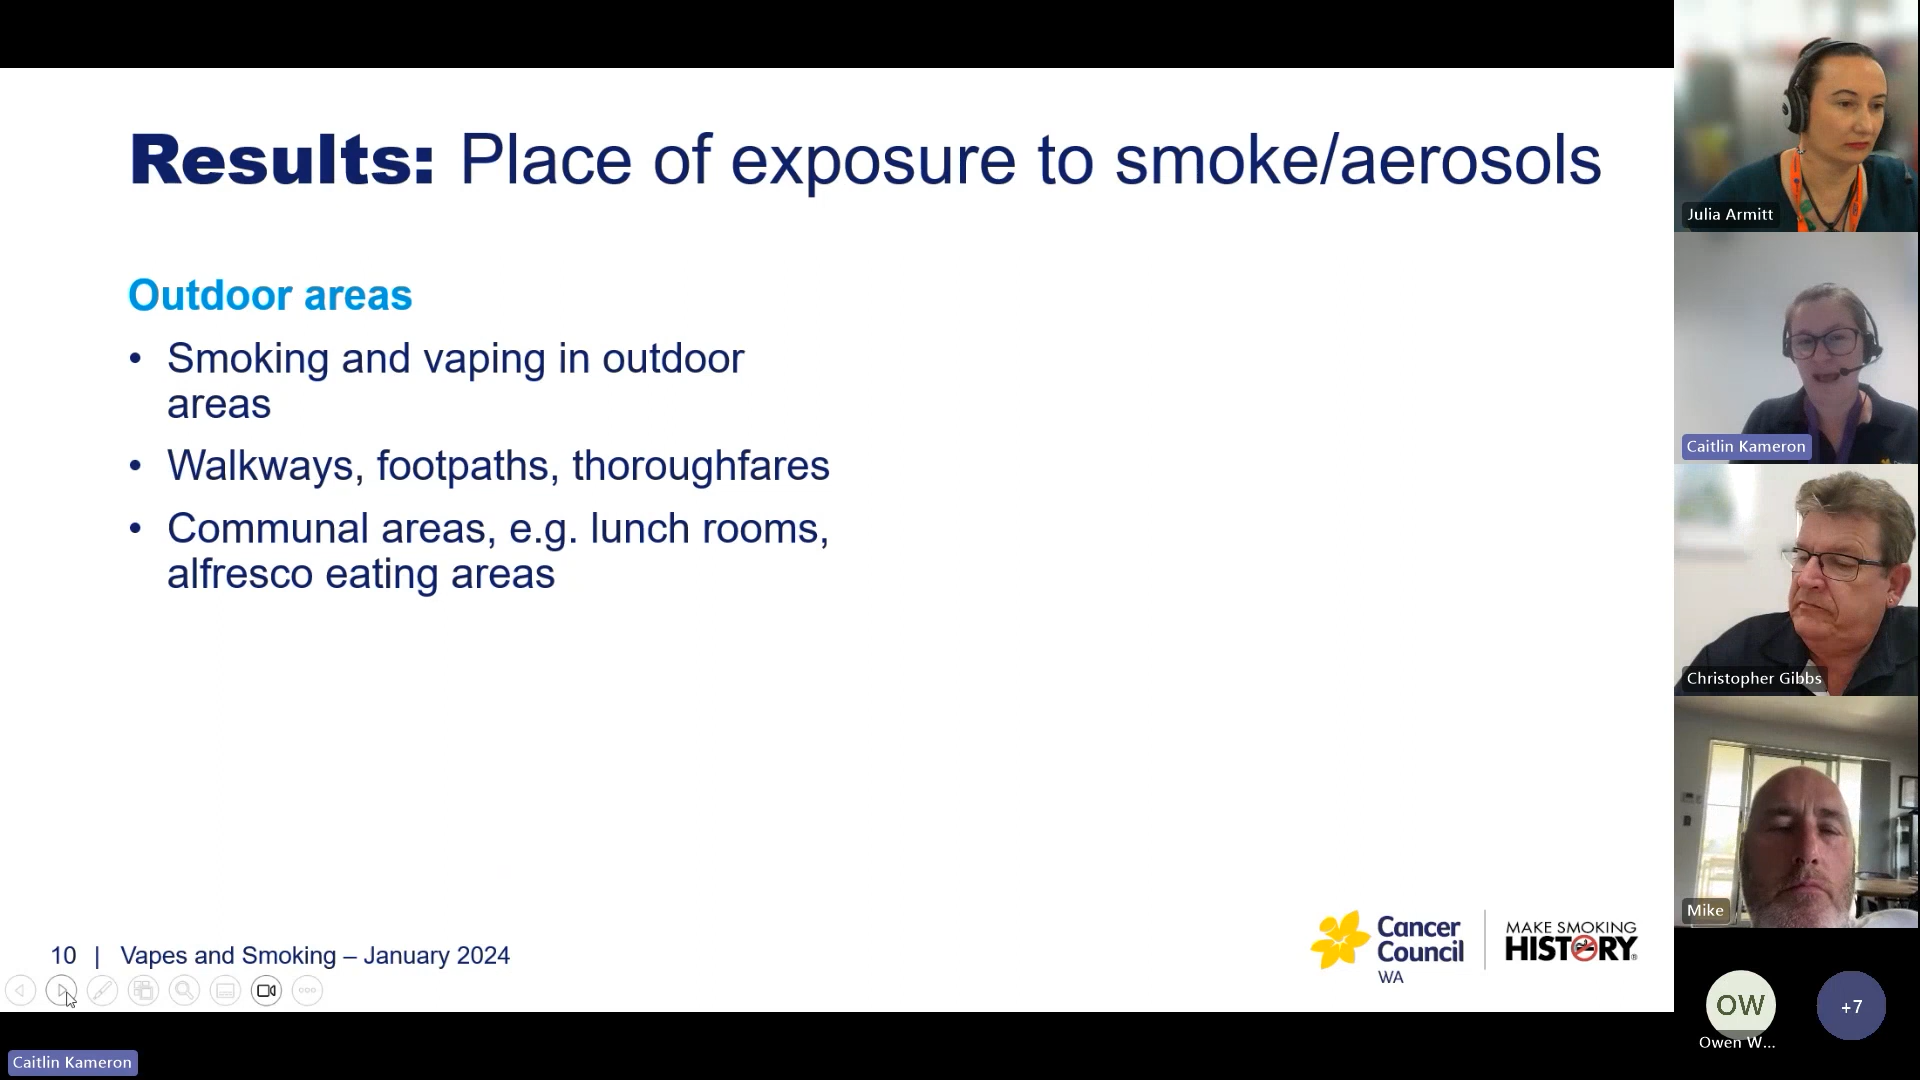 Results: Place of exposure to smoke/aerosols
Outdoor areas
• Smoking and vaping in outdoor
areas
• Walkways, footpaths, thoroughfares
• Communal areas, e.g. lunch rooms,
alfresco eating areas
10 | Vapes and Smoking – January 2024
Cancer
Council
WA
MAKE SMOKING
HISTORY®
Julia Armitt
Caitlin Kameron
Christopher Gibbs
Mike
OW
Owen W...
+7
Caitlin Kameron